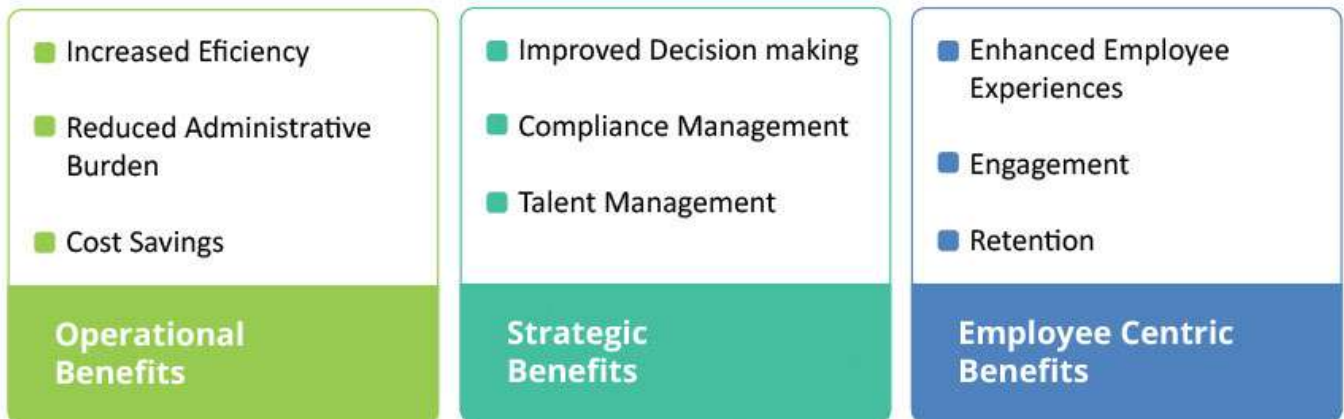 Increased Eficiency
Reduced Administrative
Burden
Cost Savings
Operational
Benefits
Improved Decision making
Compliance Management
Talent Management
Strategic
Benefits
Enhanced Employee
Experiences
Engagement
Retention
Employee Centric
Benefits